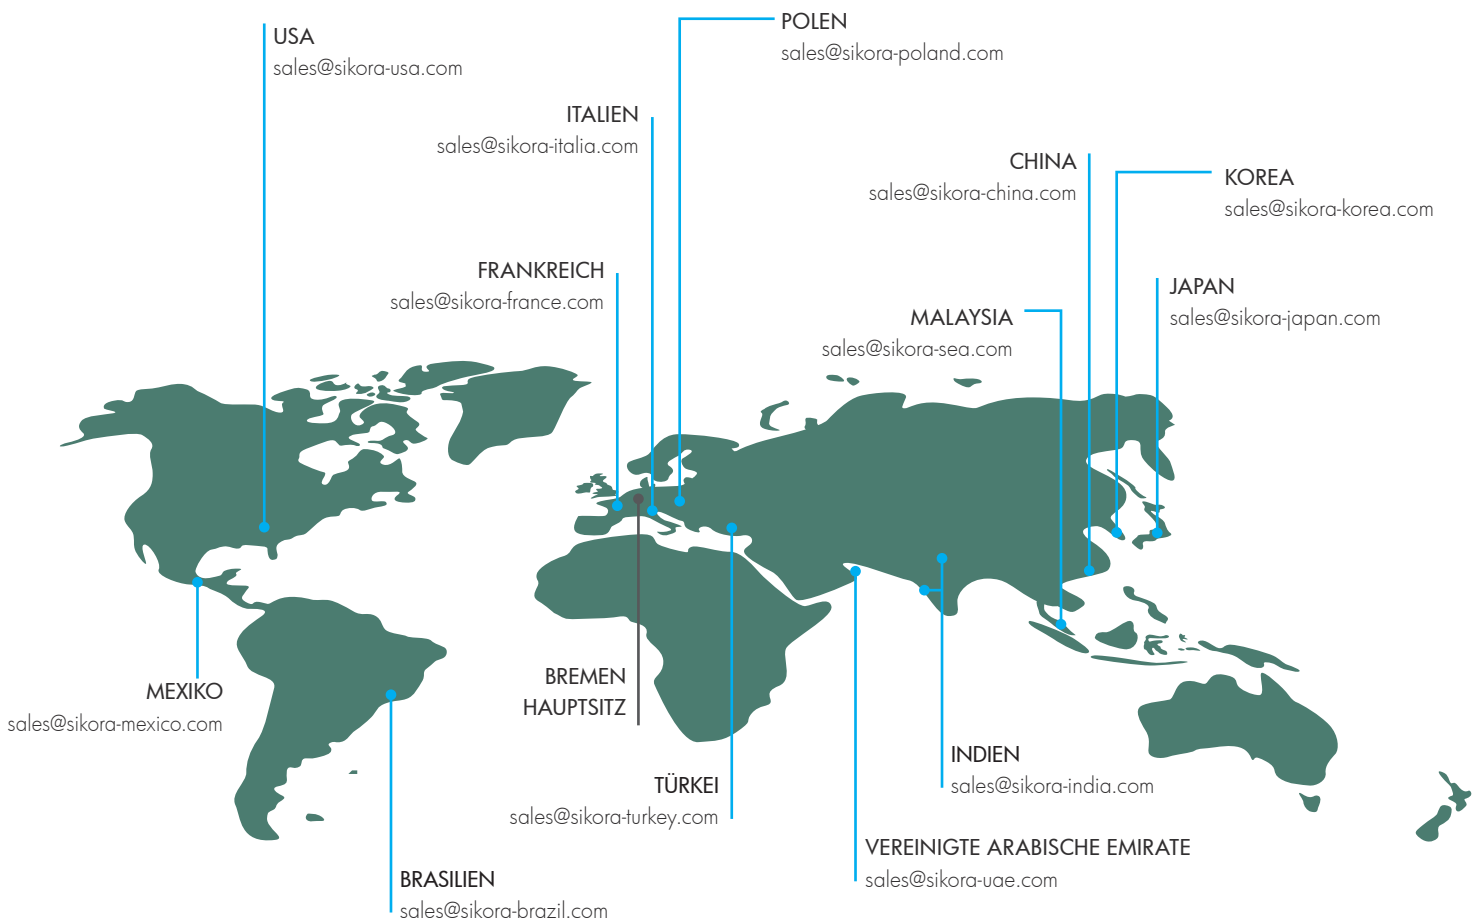 USA
sales@sikora-usa.com
POLEN
sales@sikora-poland.com
ITALIEN
sales@sikora-italia.com
CHINA
sales@sikora-china.com
KOREA
sales@sikora-korea.com
FRANKREICH
sales@sikora-france.com
JAPAN
sales@sikora-japan.com
MALAYSIA
sales@sikora-sea.com
MEXIKO
sales@sikora-mexico.com
BREMEN
HAUPTSITZ
TÜRKEI
sales@sikora-turkey.com
INDIEN
sales@sikora-india.com
VEREINIGTE ARABISCHE EMIRATE
sales@sikora-uae.com
BRASILIEN
sales@sikora-brazil.com